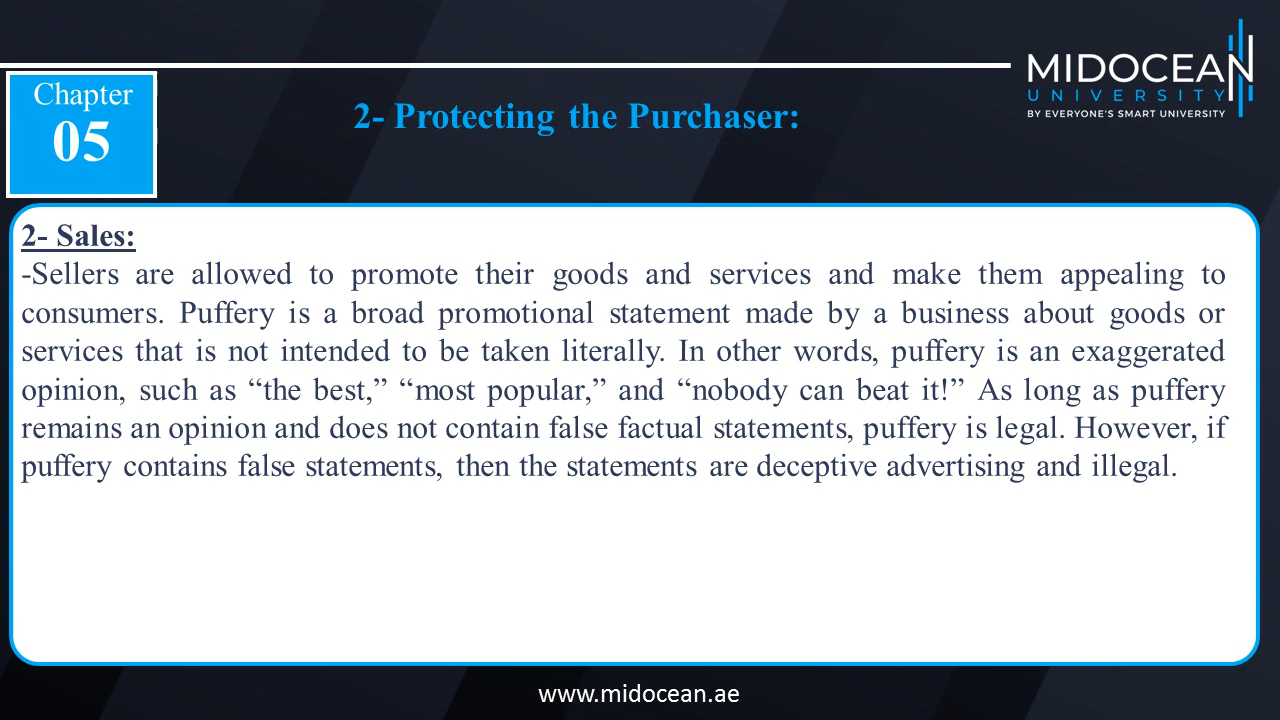 MIDOCEAN
UNIVERSITY
BY EVERYONE'S SMART UNIVERSITY
Chapter
05
2- Protecting the Purchaser:
2- Sales:
-Sellers are allowed to promote their goods and services and make them appealing to
consumers. Puffery is a broad promotional statement made by a business about goods or
services that is not intended to be taken literally. In other words, puffery is an exaggerated
opinion, such as “the best,” “most popular,” and “nobody can beat it!” As long as puffery
remains an opinion and does not contain false factual statements, puffery is legal. However, if
puffery contains false statements, then the statements are deceptive advertising and illegal.
www.midocean.ae